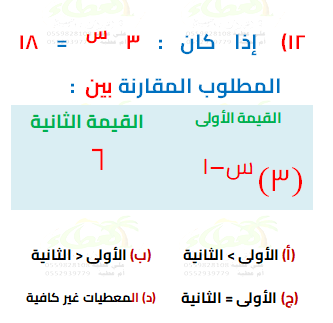 ١٢) إذا كان : ٣ س = ١٨
المطلوب المقارنة بين :
القيمة الأولى القيمة الثانية
(٣) س-١ ٦
(أ) الأولى > الثانية (ب) الأولى < الثانية
(ج) الأولى = الثانية (د) المعطيات غير كافية